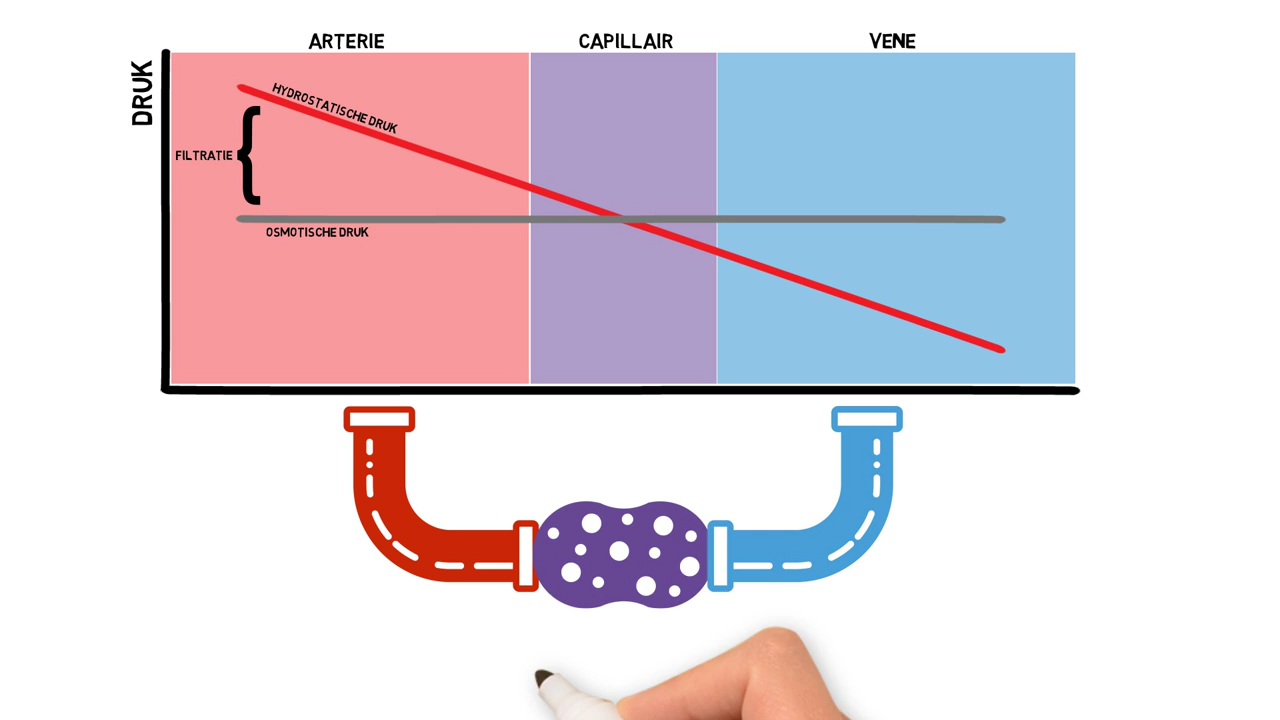 ARTERIE
CAPILLAIR
VENE
DRUK
HYDROSTATISCHE DRUK
FILTRATIE
OSMOTISCHE DRUK